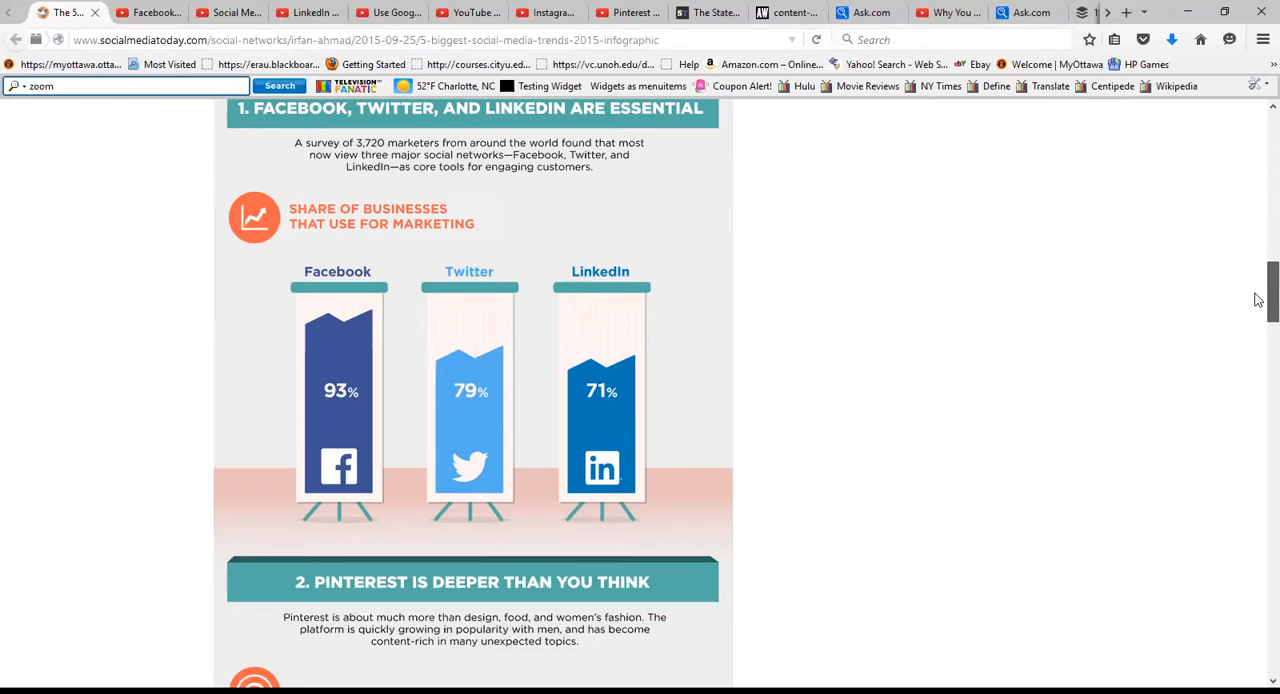 The 5...
Facebook...
Social Me...
LinkedIn ...
Use Goog...
YouTube ...
Instagra...
Pinterest ...
The State...
content-...
Ask.com
Why You ...
Ask.com
www.socialmediatoday.com/social-networks/irfan-ahmad/2015-09-25/5-biggest-social-media-trends-2015-infographic
Search
https://myottawa.otta...
Most Visited
https://erau.blackboar...
Getting Started
http://courses.cityu.ed...
https://vc.unoh.edu/d...
Help
Amazon.com – Online...
Yahoo! Search - Web S...
Ebay
Welcome | MyOttawa
HP Games
zoom
Search
TELEVISION FANATIC
52°F Charlotte, NC
Testing Widget
Widgets as menuitems
Coupon Alert!
Hulu
Movie Reviews
NY Times
Define
Translate
Centipede
Wikipedia
1. FACEBOOK, TWITTER, AND LINKEDIN ARE ESSENTIAL
A survey of 3,720 marketers from around the world found that most
now view three major social networks—Facebook, Twitter, and
LinkedIn—as core tools for engaging customers.
SHARE OF BUSINESSES
THAT USE FOR MARKETING
Facebook
Twitter
LinkedIn
93%
79%
71%
2. PINTEREST IS DEEPER THAN YOU THINK
Pinterest is about much more than design, food, and women's fashion. The
platform is quickly growing in popularity with men, and has become
content-rich in many unexpected topics.